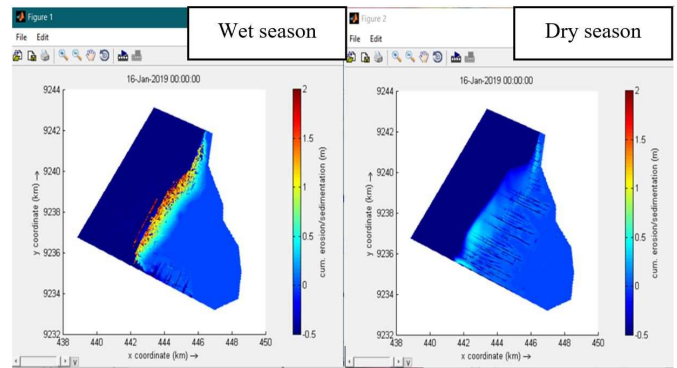 Figure 1
Wet season
File Edit
16-Jan-2019 00:00:00
9244
9242
9240
9238
9236
9234
9232
y coordinate (km) →
438 440 442 444 446 448 450
x coordinate (km) →
2
1.5
1
0.5
0
-0.5
cum. erosion/sedimentation (m)
V
Figure 2
Dry season
File Edit
16-Jan-2019 00:00:00
9244
9242
9240
9238
9236
9234
9232
y coordinate (km) →
438 440 442 444 446 448 450
x coordinate (km) →
2
1.5
1
0.5
0
-0.5
cum. erosion/sedimentation (m)
V